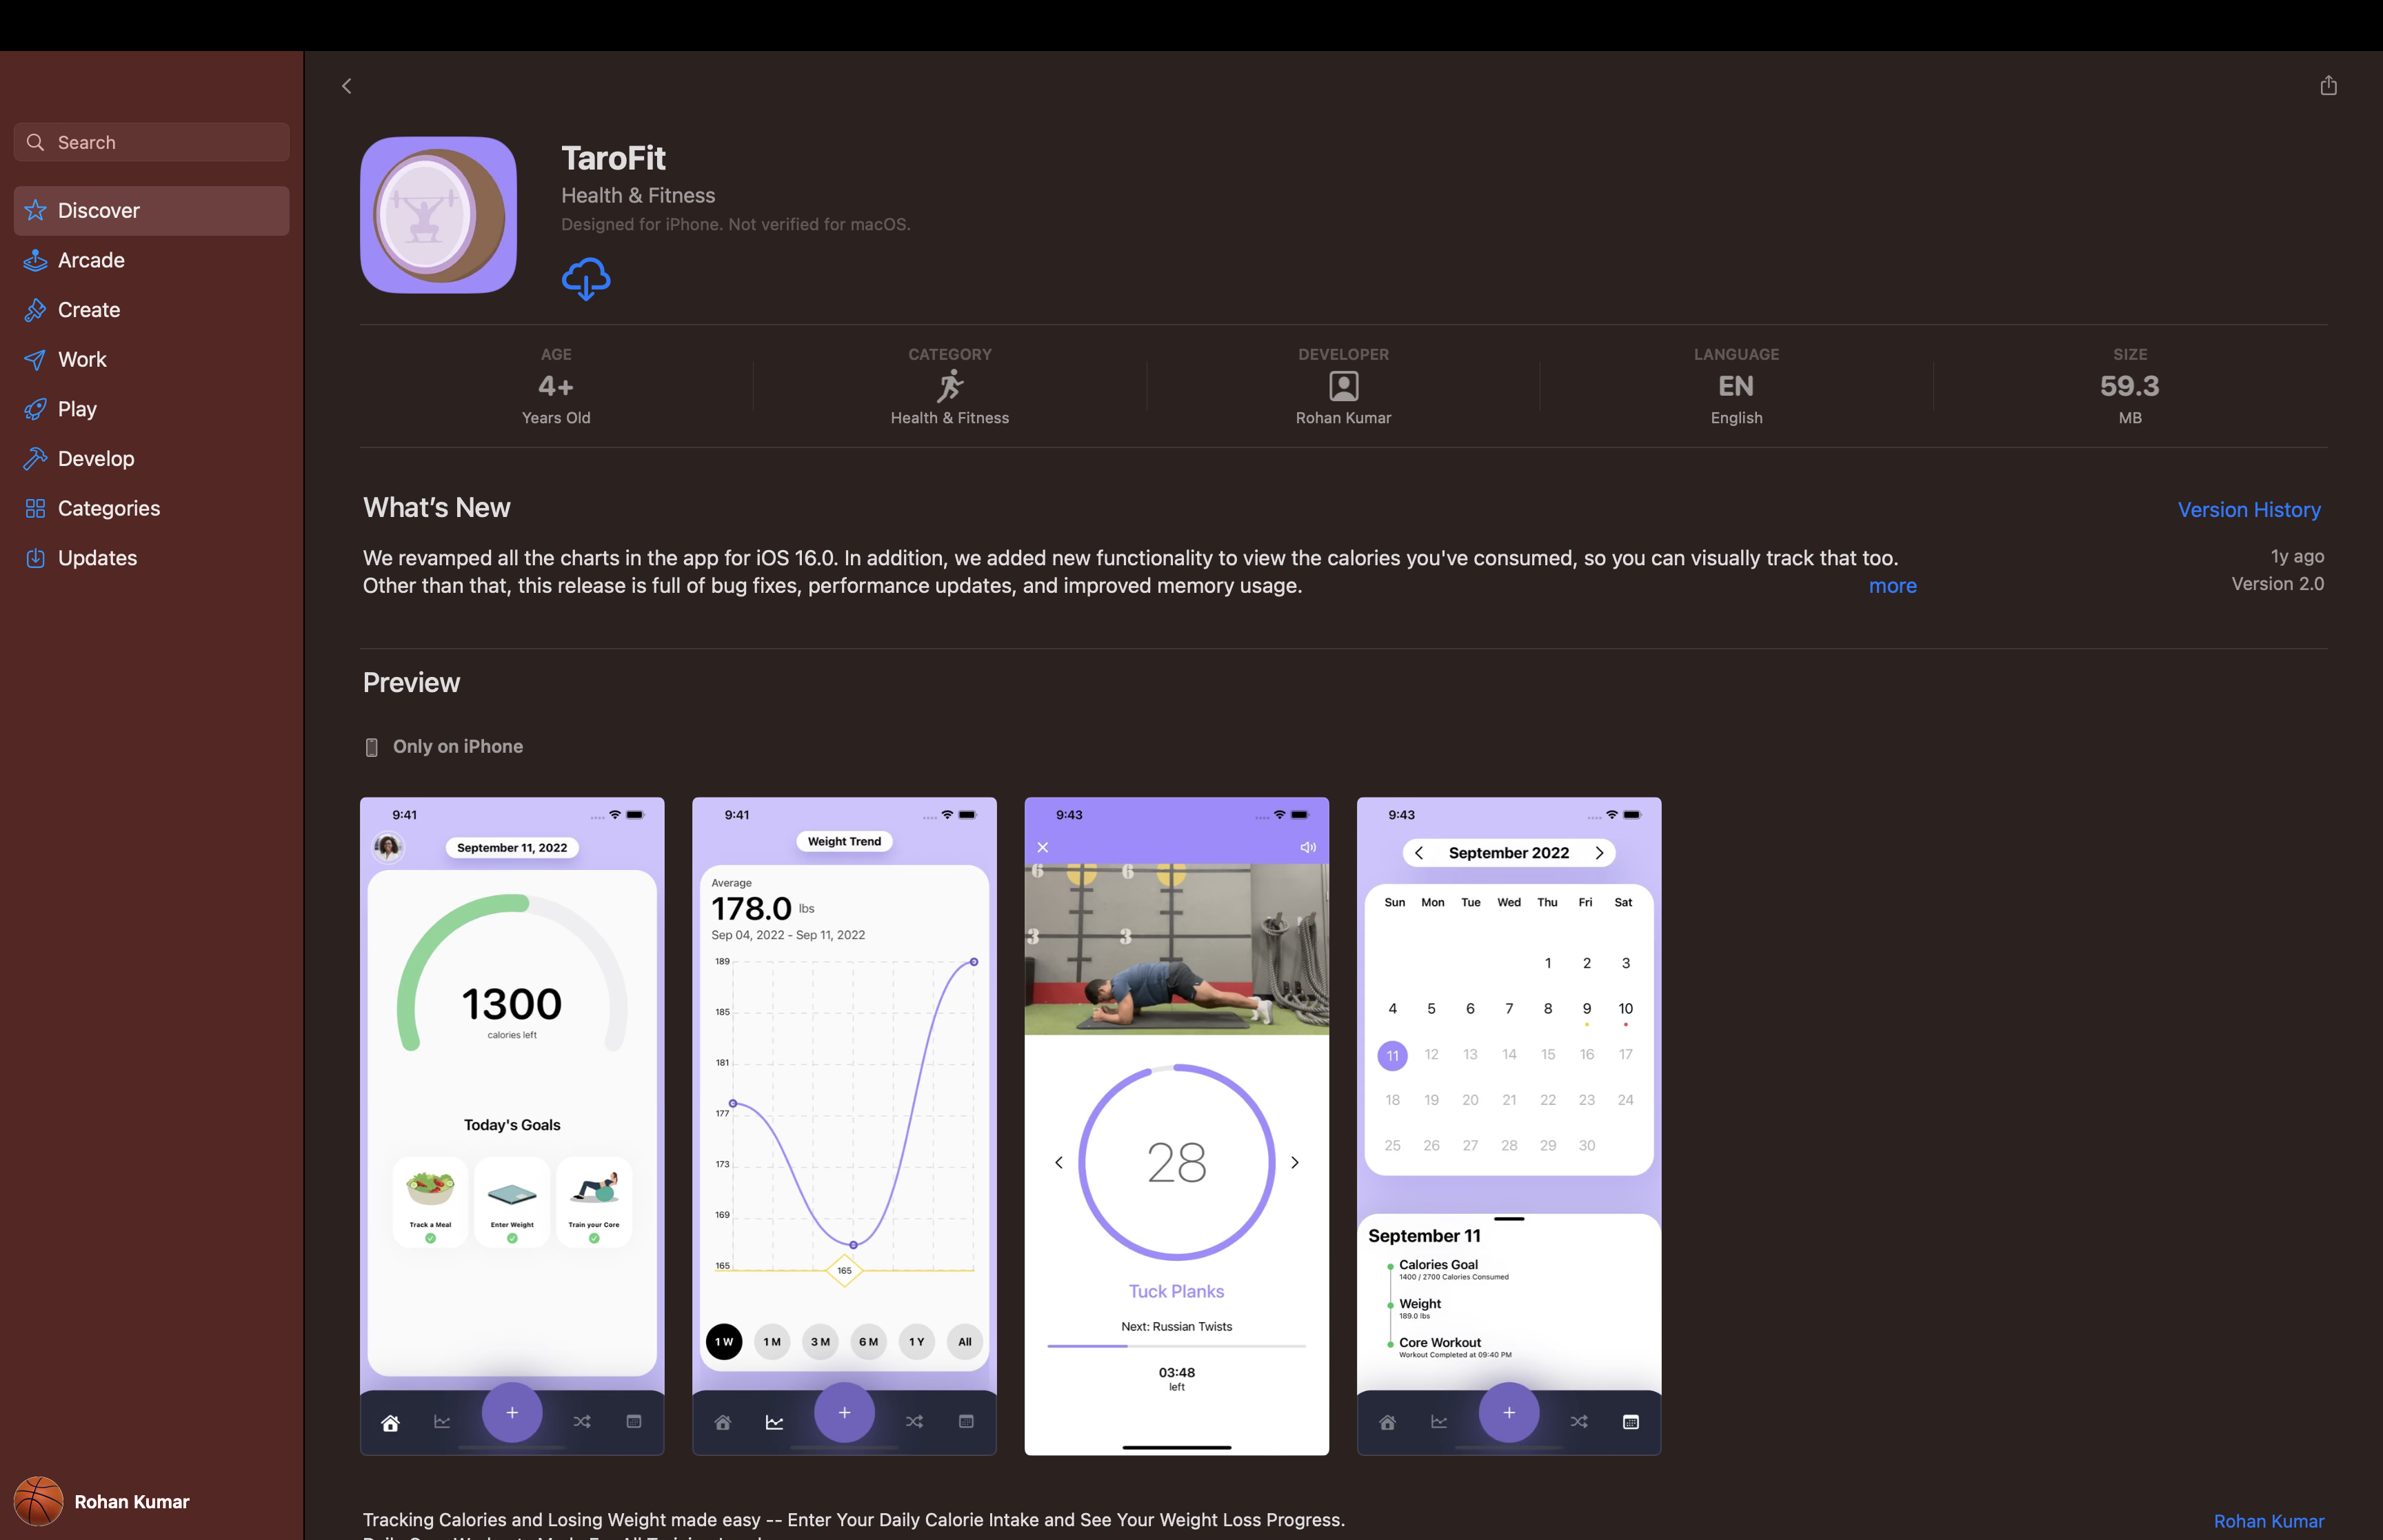 Search
Discover
Arcade
Create
Work
Play
Develop
Categories
Updates
Rohan Kumar
TaroFit
Health & Fitness
Designed for iPhone. Not verified for macOS.
AGE
4+
Years Old
CATEGORY
Health & Fitness
DEVELOPER
Rohan Kumar
LANGUAGE
EN
English
SIZE
59.3
MB
What’s New
Version History
We revamped all the charts in the app for iOS 16.0. In addition, we added new functionality to view the calories you've consumed, so you can visually track that too.
Other than that, this release is full of bug fixes, performance updates, and improved memory usage.
more
1y ago
Version 2.0
Preview
Only on iPhone
9:41
September 11, 2022
1300
calories left
Today's Goals
Track a Meal
Enter Weight
Train your Core
9:41
Weight Trend
Average
178.0 lbs
Sep 04, 2022 - Sep 11, 2022
189
185
181
177
173
169
165
165
1 W 1 M 3 M 6 M 1 Y All
9:43
6 6
3 3
28
Tuck Planks
Next: Russian Twists
03:48
left
9:43
September 2022
Sun Mon Tue Wed Thu Fri Sat
1 2 3
4 5 6 7 8 9 10
11 12 13 14 15 16 17
18 19 20 21 22 23 24
25 26 27 28 29 30
September 11
Calories Goal
1400 / 2700 Calories Consumed
Weight
189.0 lbs
Core Workout
Workout Completed at 09:40 PM
Tracking Calories and Losing Weight made easy -- Enter Your Daily Calorie Intake and See Your Weight Loss Progress.
Rohan Kumar